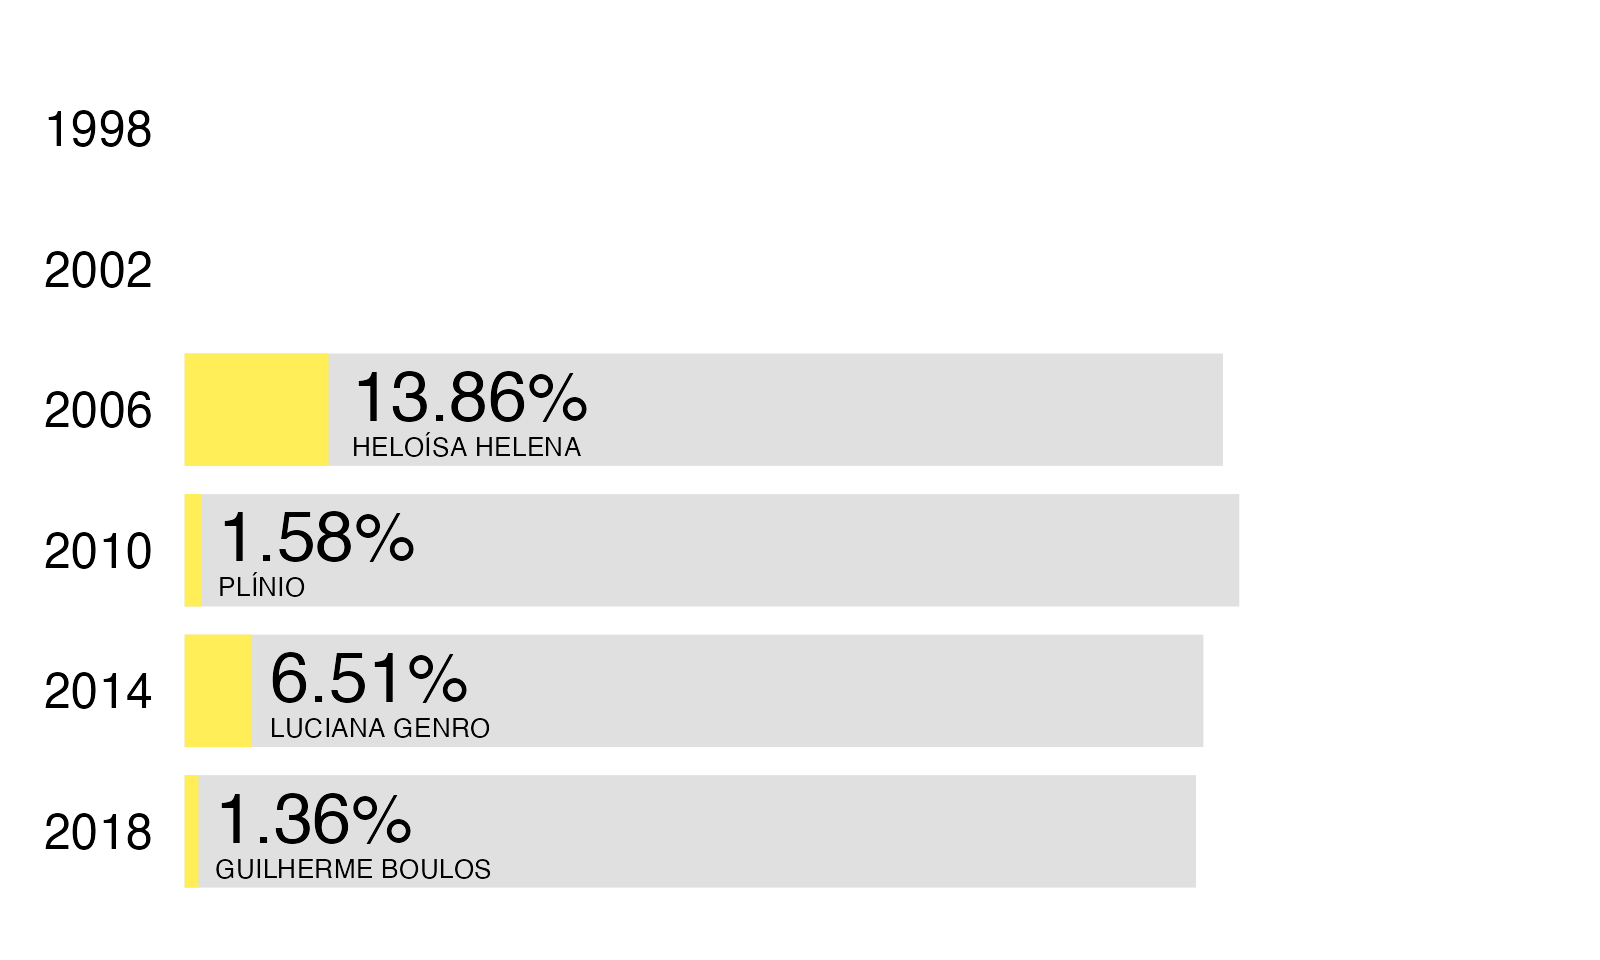 1998
2002
2006
13.86%
HELOÍSA HELENA
2010
1.58%
PLÍNIO
2014
6.51%
LUCIANA GENRO
2018
1.36%
GUILHERME BOULOS